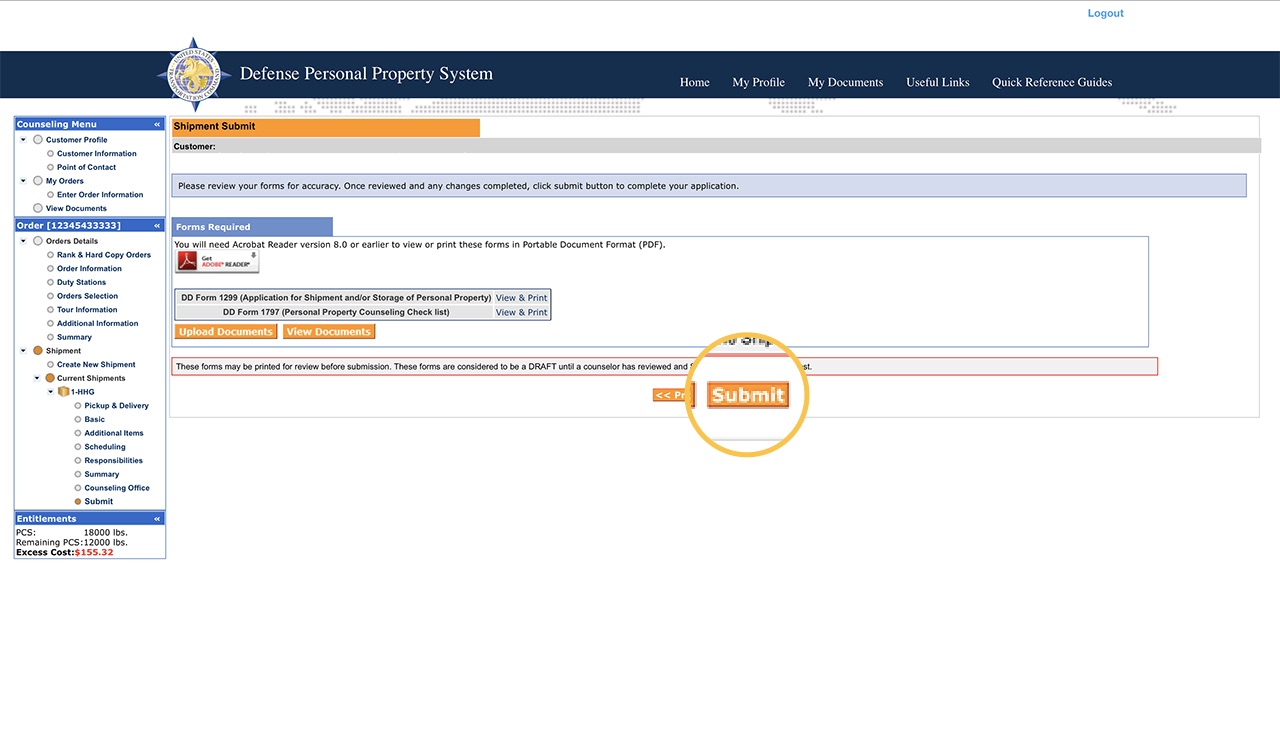 Logout
Defense Personal Property System
Home My Profile My Documents Useful Links Quick Reference Guides
Counseling Menu «
Customer Profile
Customer Information
Point of Contact
My Orders
Enter Order Information
View Documents
Order [12345433333] «
Orders Details
Rank & Hard Copy Orders
Order Information
Duty Stations
Orders Selection
Tour Information
Additional Information
Summary
Shipment
Create New Shipment
Current Shipments
1-HHG
Pickup & Delivery
Basic
Additional Items
Scheduling
Responsibilities
Summary
Counseling Office
Submit
Entitlements «
PCS: 18000 lbs.
Remaining PCS:12000 lbs.
Excess Cost:$155.32
Shipment Submit
Customer:
Please review your forms for accuracy. Once reviewed and any changes completed, click submit button to complete your application.
Forms Required
You will need Acrobat Reader version 8.0 or earlier to view or print these forms in Portable Document Format (PDF).
Get
ADOBE® READER®
DD Form 1299 (Application for Shipment and/or Storage of Personal Property) View & Print
DD Form 1797 (Personal Property Counseling Check list) View & Print
Upload Documents View Documents
These forms may be printed for review before submission. These forms are considered to be a DRAFT until a counselor has reviewed and
<< Submit